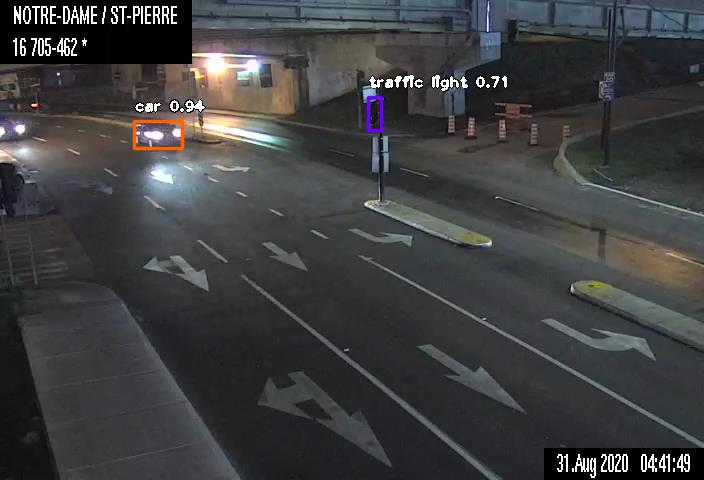 NOTRE-DAME / ST-PIERRE
16 705-462 *
traffic light 0.71
car 0.94
31.Aug 2020 04:41:49